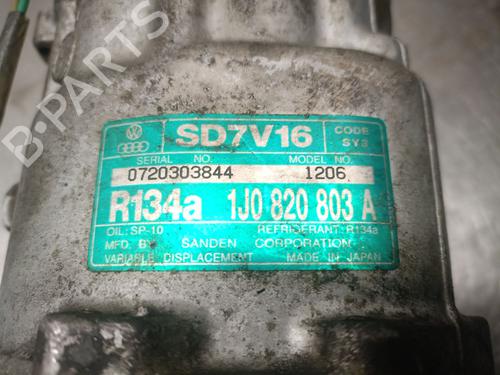 SD7V16
CODE
SY3
SERIAL NO.
MODEL NO.
0720303844
1206
R134a
1J0 820 803 A
OIL: SP-10
REFRIGERANT: R134a
MFD. BY SANDEN CORPORATION
VARIABLE DISPLACEMENT MADE IN JAPAN
B-PARTS